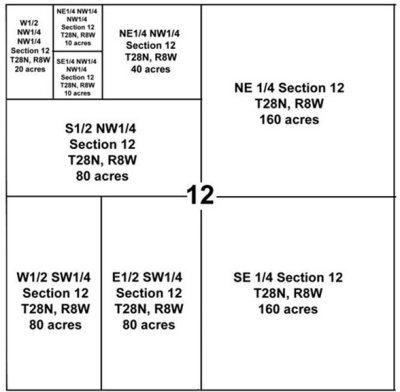 W1/2
NW1/4
NW1/4
Section 12
T28N, R8W
20 acres
NE1/4 NW1/4
NW1/4
Section 12
T28N, R8W
10 acres
SE1/4 NW1/4
NW1/4
Section 12
T28N, R8W
10 acres
NE1/4 NW1/4
Section 12
T28N, R8W
40 acres
NE 1/4 Section 12
T28N, R8W
160 acres
S1/2 NW1/4
Section 12
T28N, R8W
80 acres
12
W1/2 SW1/4
Section 12
T28N, R8W
80 acres
E1/2 SW1/4
Section 12
T28N, R8W
80 acres
SE 1/4 Section 12
T28N, R8W
160 acres